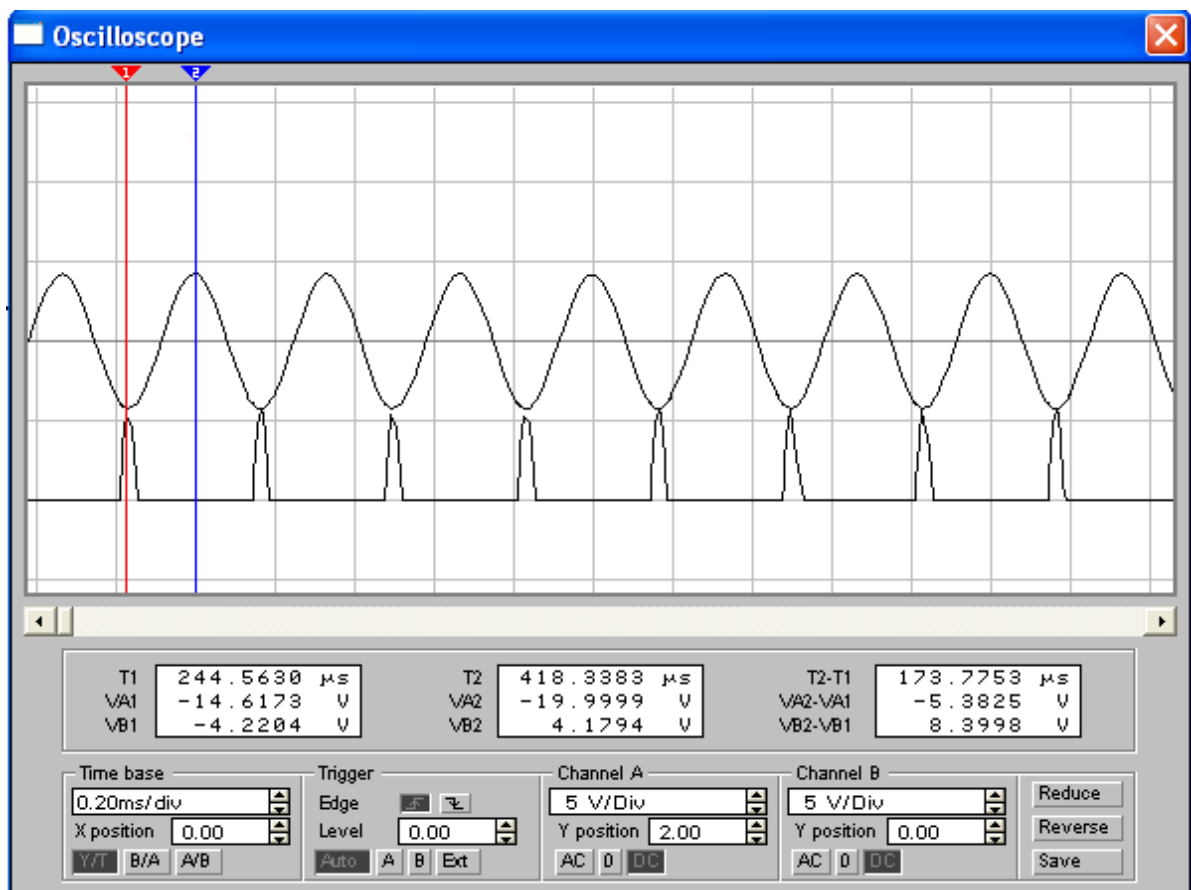 Oscilloscope
1 2
T1 244.5630 µs T2 418.3383 µs T2-T1 173.7753 µs
VA1 -14.6173 V VA2 -19.9999 V VA2-VA1 -5.3825 V
VB1 -4.2204 V VB2 4.1794 V VB2-VB1 8.3998 V
Time base Trigger Channel A Channel B
0.20ms/div Edge 5 V/Div 5 V/Div Reduce
X position 0.00 Level 0.00 Y position 2.00 Y position 0.00 Reverse
Y/T B/A A/B Auto A B Ext AC 0 DC AC 0 DC Save